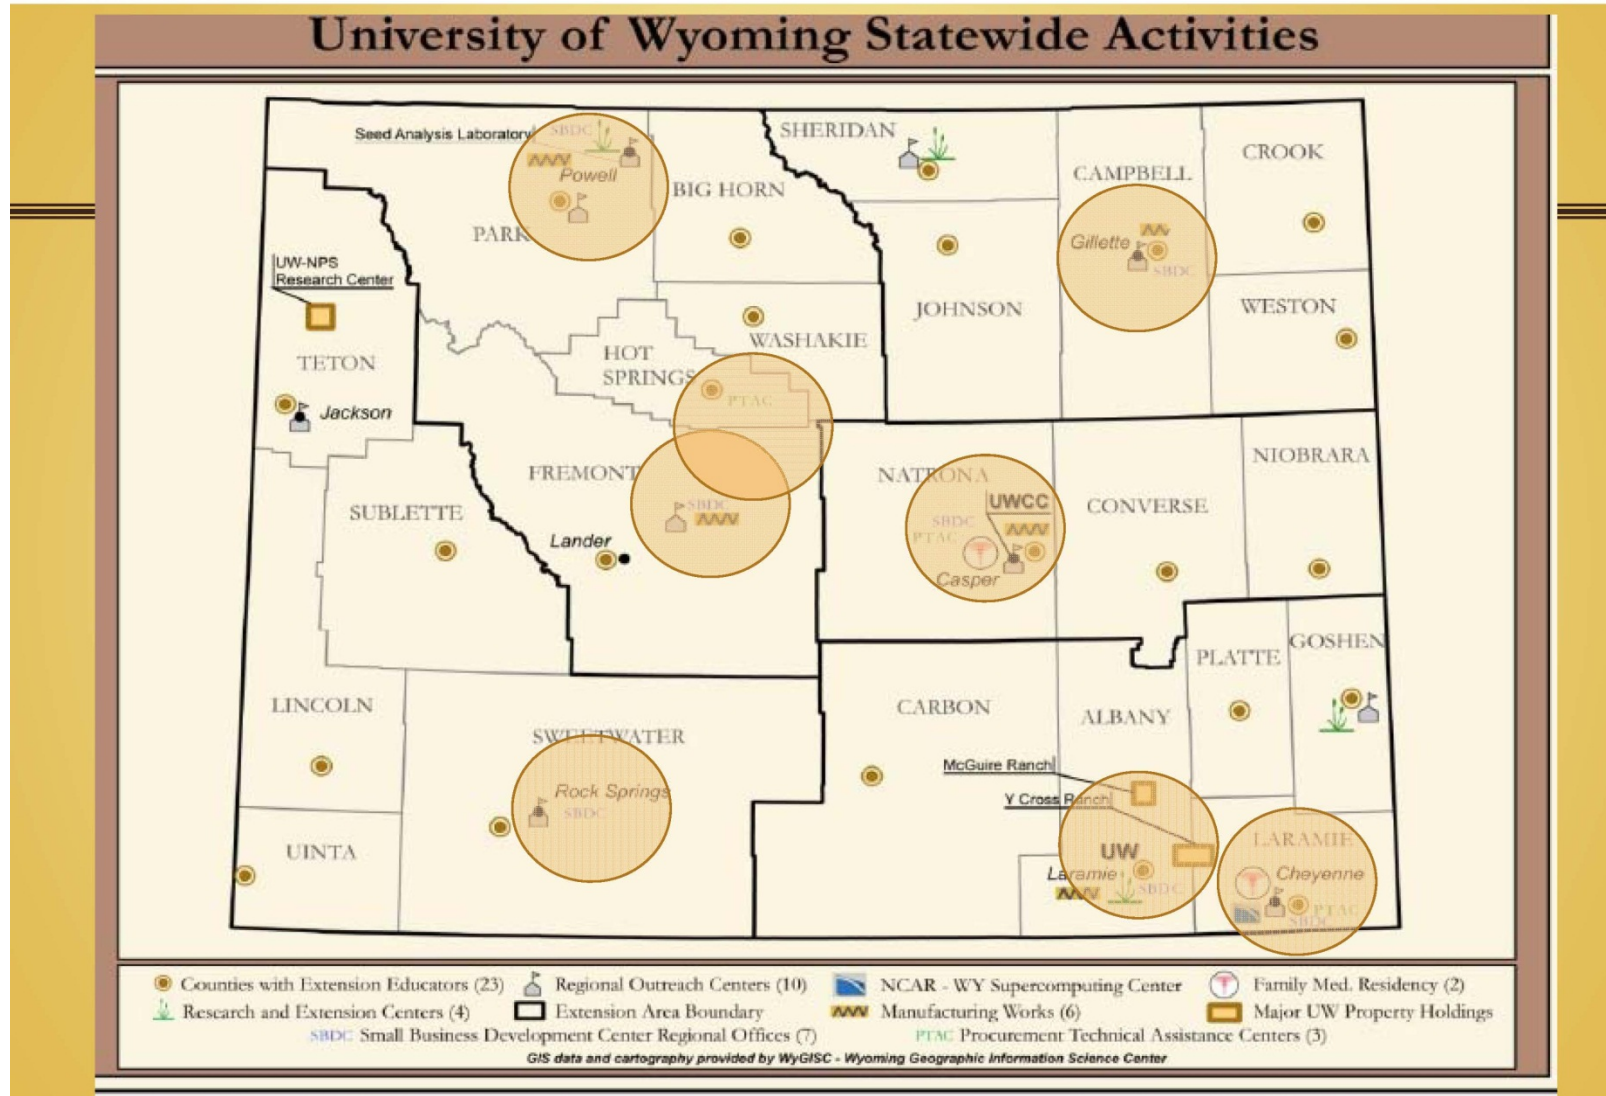 University of Wyoming Statewide Activities
Seed Analysis Laboratory
SBDC
Powell
PARK
BIG HORN
SHERIDAN
CAMPBELL
CROOK
Gillette
SBDC
UW-NPS
Research Center
TETON
Jackson
HOT
SPRINGS
WASHAKIE
PTAC
JOHNSON
WESTON
SUBLETTE
FREMONT
SBDC
Lander
NATRONA
UWCC
SBDC
PTAC
Casper
CONVERSE
NIOBRARA
LINCOLN
SWEETWATER
Rock Springs
SBDC
UINTA
CARBON
ALBANY
PLATTE
GOSHEN
McGuire Ranch
Y Cross Ranch
UW
Laramie
SBDC
LARAMIE
Cheyenne
PTAC
SBDC
Counties with Extension Educators (23) Regional Outreach Centers (10) NCAR - WY Supercomputing Center Family Med. Residency (2)
Research and Extension Centers (4) Extension Area Boundary Manufacturing Works (6) Major UW Property Holdings
SBDC Small Business Development Center Regional Offices (7) PTAC Procurement Technical Assistance Centers (3)
GIS data and cartography provided by WyGISC - Wyoming Geographic Information Science Center